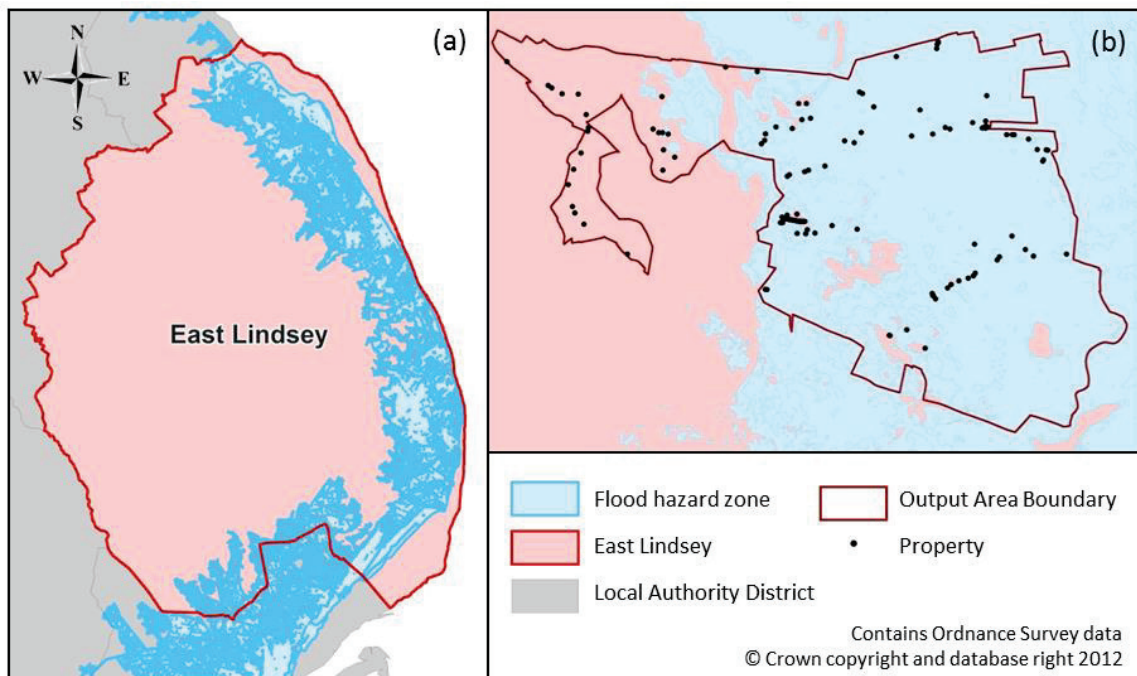 (a)
N
W E
S
East Lindsey
(b)
Flood hazard zone
East Lindsey
Local Authority District
Output Area Boundary
Property
Contains Ordnance Survey data
© Crown copyright and database right 2012